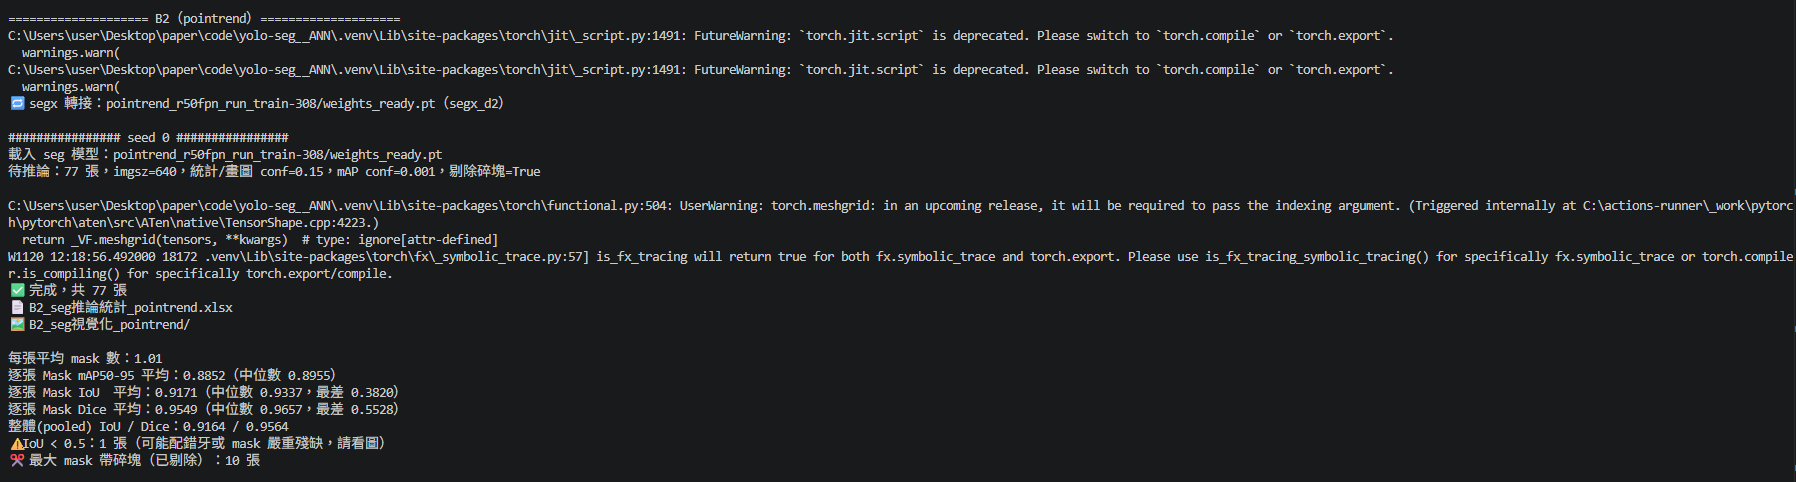 ==================== B2（pointrend）====================
C:\Users\user\Desktop\paper\code\yolo-seg__ANN\.venv\Lib\site-packages\torch\jit\_script.py:1491: FutureWarning: `torch.jit.script` is deprecated. Please switch to `torch.compile` or `torch.export`.
  warnings.warn(
C:\Users\user\Desktop\paper\code\yolo-seg__ANN\.venv\Lib\site-packages\torch\jit\_script.py:1491: FutureWarning: `torch.jit.script` is deprecated. Please switch to `torch.compile` or `torch.export`.
  warnings.warn(
🔁 segx 轉接：pointrend_r50fpn_run_train-308/weights_ready.pt（segx_d2）
################ seed 0 ################
載入 seg 模型：pointrend_r50fpn_run_train-308/weights_ready.pt
待推論：77 張，imgsz=640，統計/畫圖 conf=0.15，mAP conf=0.001，剔除碎塊=True
C:\Users\user\Desktop\paper\code\yolo-seg__ANN\.venv\Lib\site-packages\torch\functional.py:504: UserWarning: torch.meshgrid: in an upcoming release, it will be required to pass the indexing argument. (Triggered internally at C:\actions-runner\_work\pytorc
h\pytorch\aten\src\ATen\native\TensorShape.cpp:4223.)
  return _VF.meshgrid(tensors, **kwargs)  # type: ignore[attr-defined]
W1120 12:18:56.492000 18172 .venv\Lib\site-packages\torch\fx\_symbolic_trace.py:57] is_fx_tracing will return true for both fx.symbolic_trace and torch.export. Please use is_fx_tracing_symbolic_tracing() for specifically fx.symbolic_trace or torch.compile
r.is_compiling() for specifically torch.export/compile.
✅ 完成，共 77 張
📄 B2_seg推論統計_pointrend.xlsx
🖼️ B2_seg視覺化_pointrend/
每張平均 mask 數：1.01
逐張 Mask mAP50-95 平均：0.8852（中位數 0.8955）
逐張 Mask IoU  平均：0.9171（中位數 0.9337，最差 0.3820）
逐張 Mask Dice 平均：0.9549（中位數 0.9657，最差 0.5528）
整體(pooled) IoU / Dice：0.9164 / 0.9564
⚠️IoU < 0.5：1 張（可能配錯牙或 mask 嚴重殘缺，請看圖）
✂️ 最大 mask 帶碎塊（已剔除）：10 張